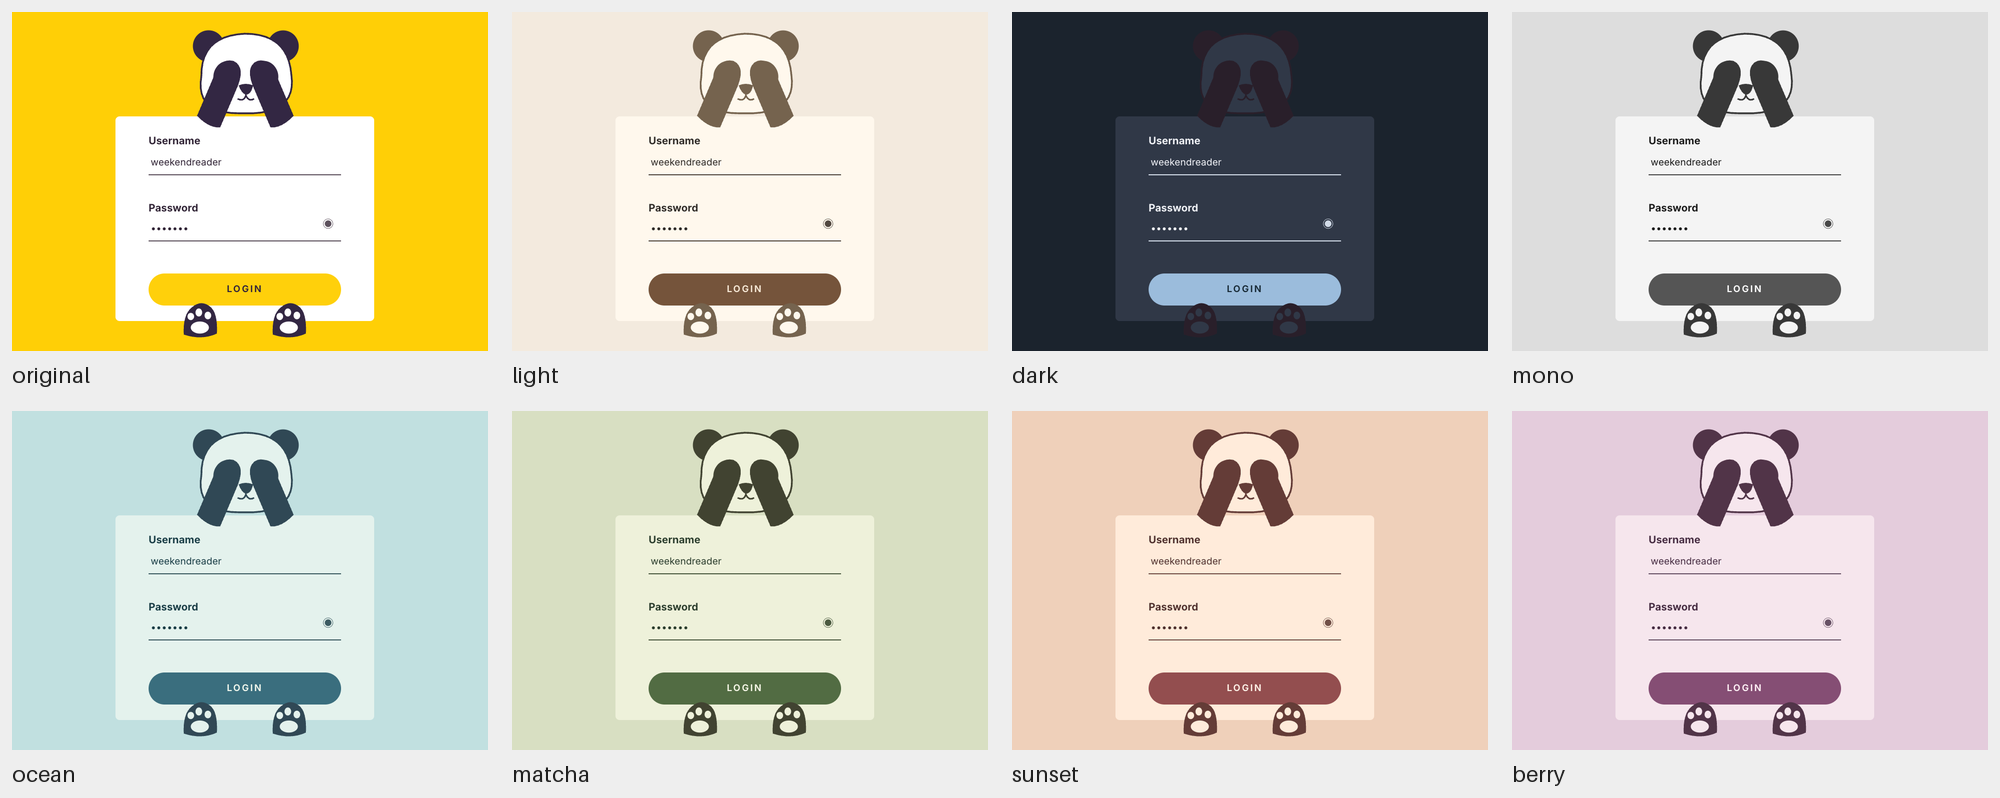 Username
weekendreader
Password
•••••••
LOGIN
original
Username
weekendreader
Password
•••••••
LOGIN
light
Username
weekendreader
Password
•••••••
LOGIN
dark
Username
weekendreader
Password
•••••••
LOGIN
mono
Username
weekendreader
Password
•••••••
LOGIN
ocean
Username
weekendreader
Password
•••••••
LOGIN
matcha
Username
weekendreader
Password
•••••••
LOGIN
sunset
Username
weekendreader
Password
•••••••
LOGIN
berry